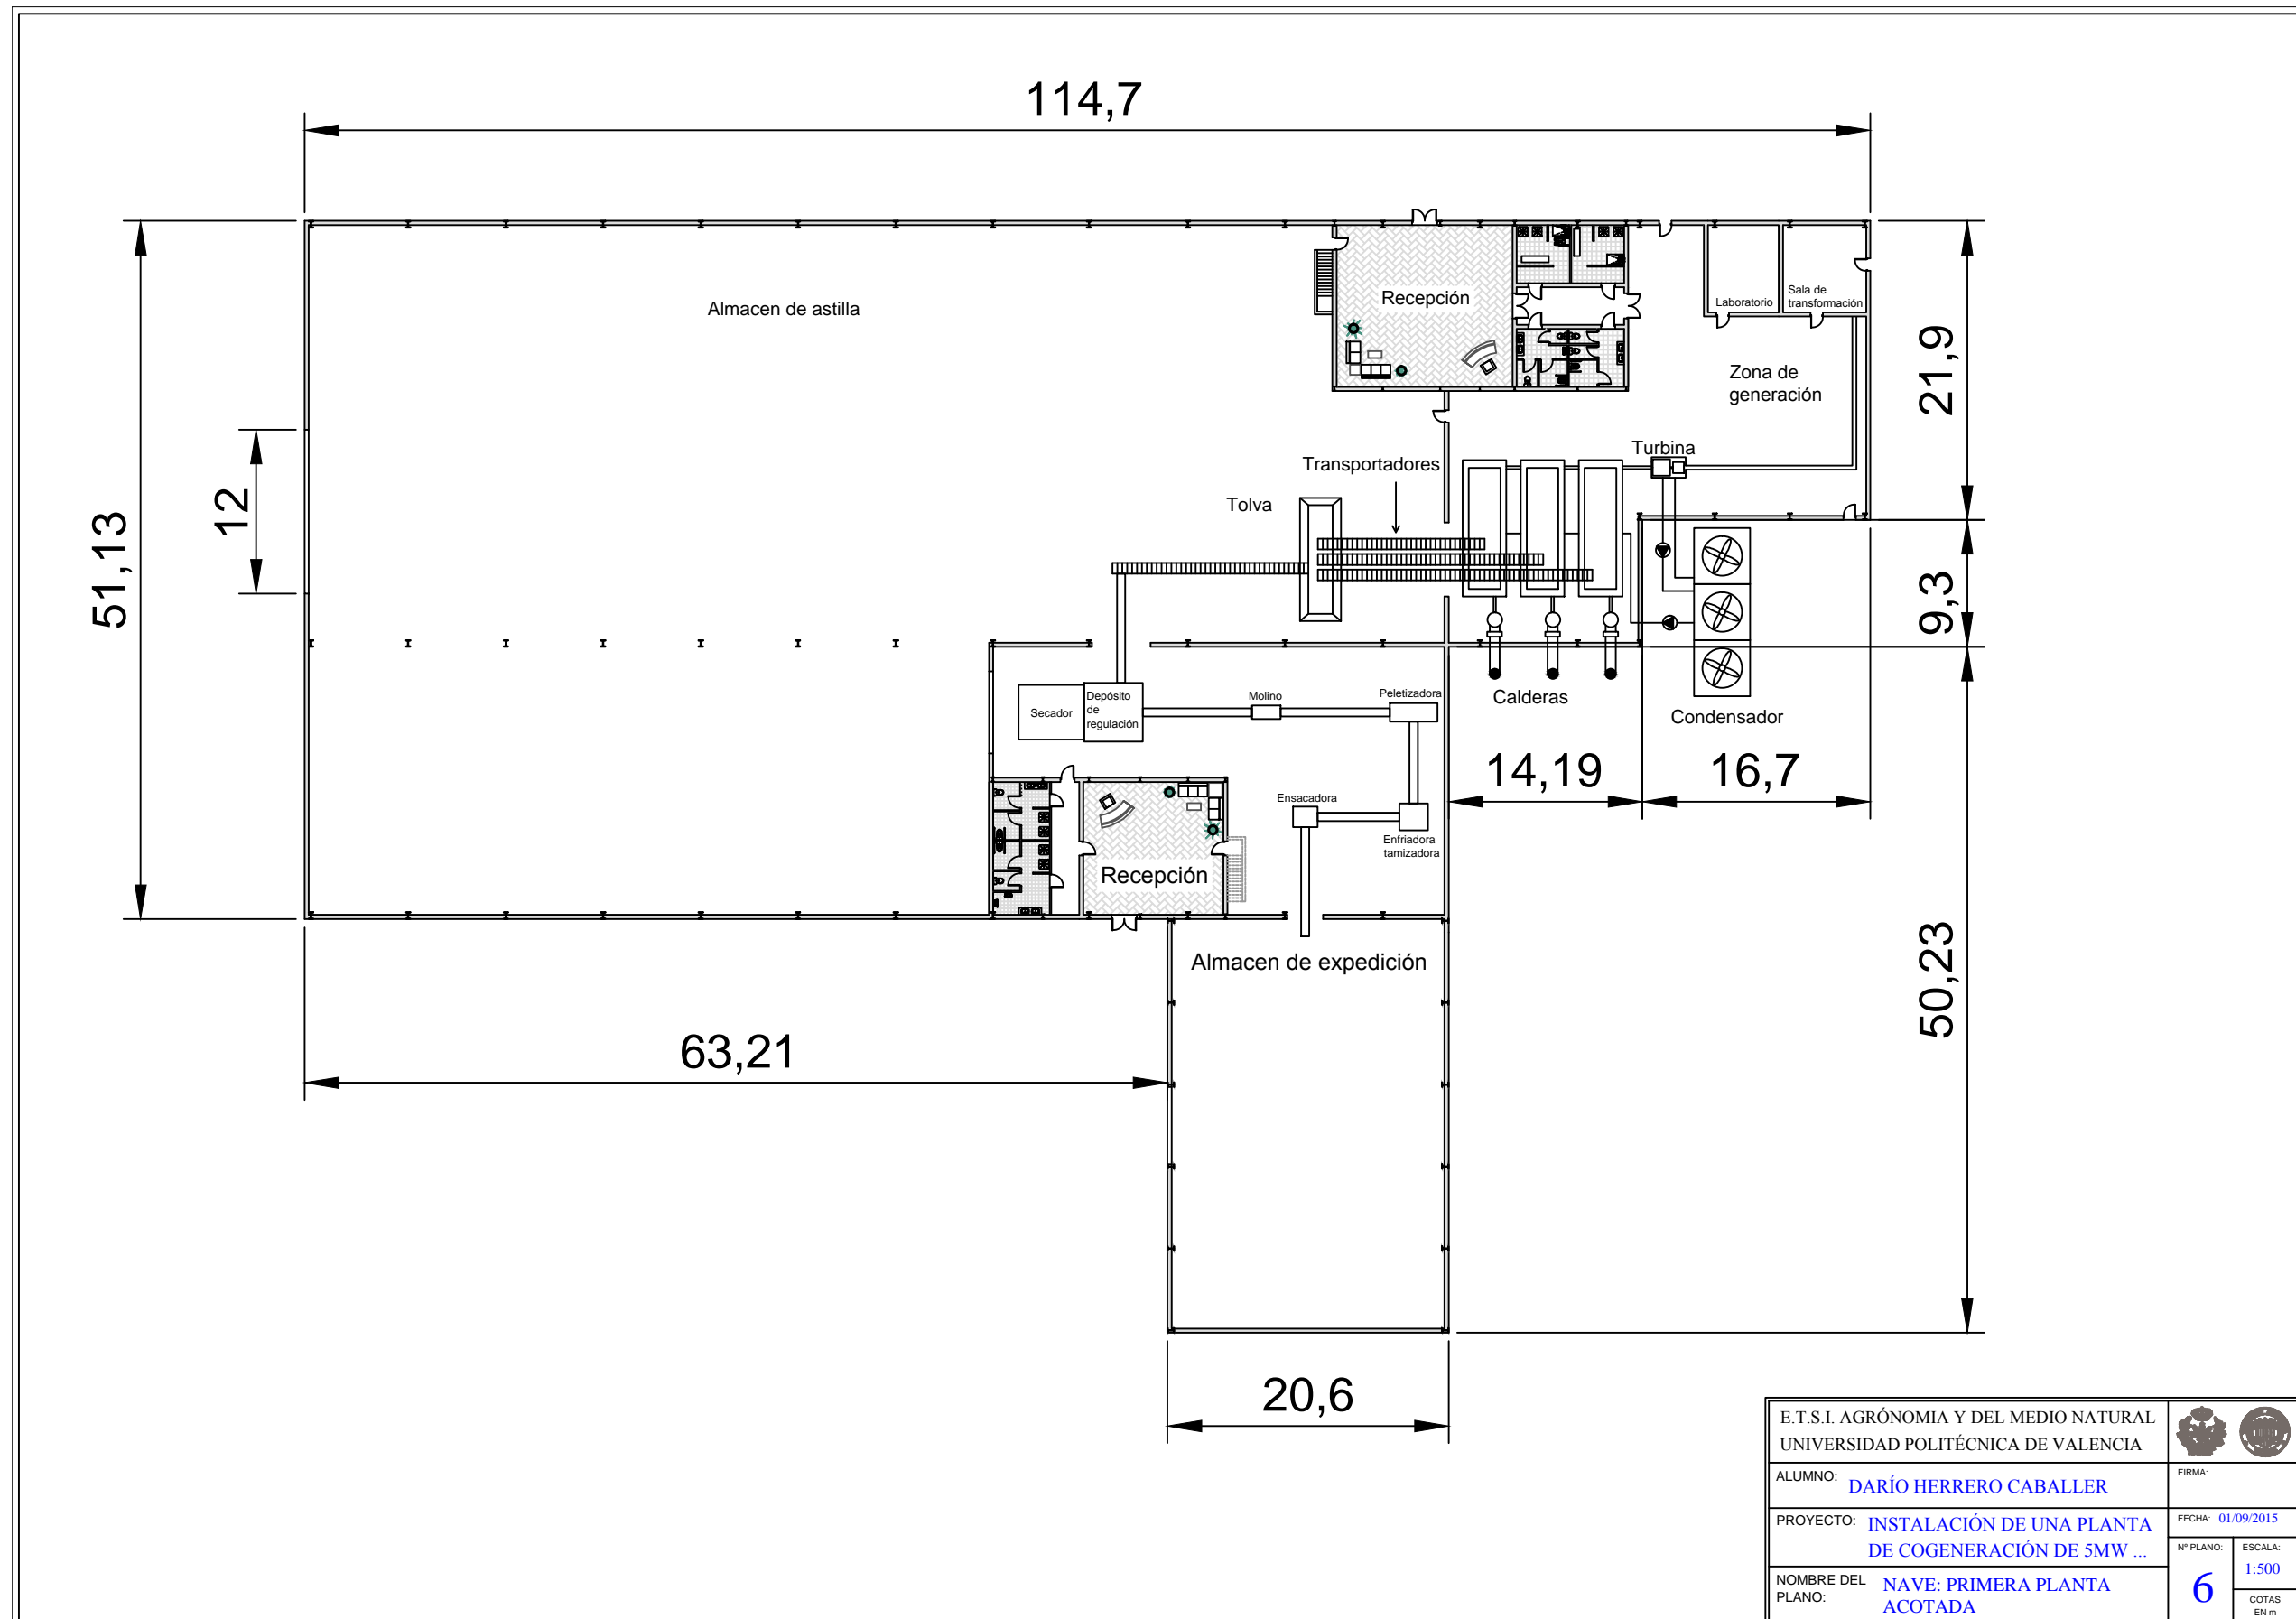 114,7
51,13
12
21,9
9,3
50,23
Almacen de astilla
Recepción
Laboratorio
Sala de
transformación
Zona de
generación
Turbina
Transportadores
Tolva
Secador
Depósito
de
regulación
Molino
Peletizadora
Calderas
Condensador
14,19
16,7
Ensacadora
Enfriadora
tamizadora
Recepción
Almacen de expedición
63,21
20,6
E.T.S.I. AGRÓNOMIA Y DEL MEDIO NATURAL
UNIVERSIDAD POLITÉCNICA DE VALENCIA
ALUMNO: DARÍO HERRERO CABALLER
FIRMA:
PROYECTO: INSTALACIÓN DE UNA PLANTA
DE COGENERACIÓN DE 5MW ...
FECHA: 01/09/2015
Nº PLANO:
6
ESCALA:
1:500
NOMBRE DEL
PLANO:
NAVE: PRIMERA PLANTA
ACOTADA
COTAS
EN m